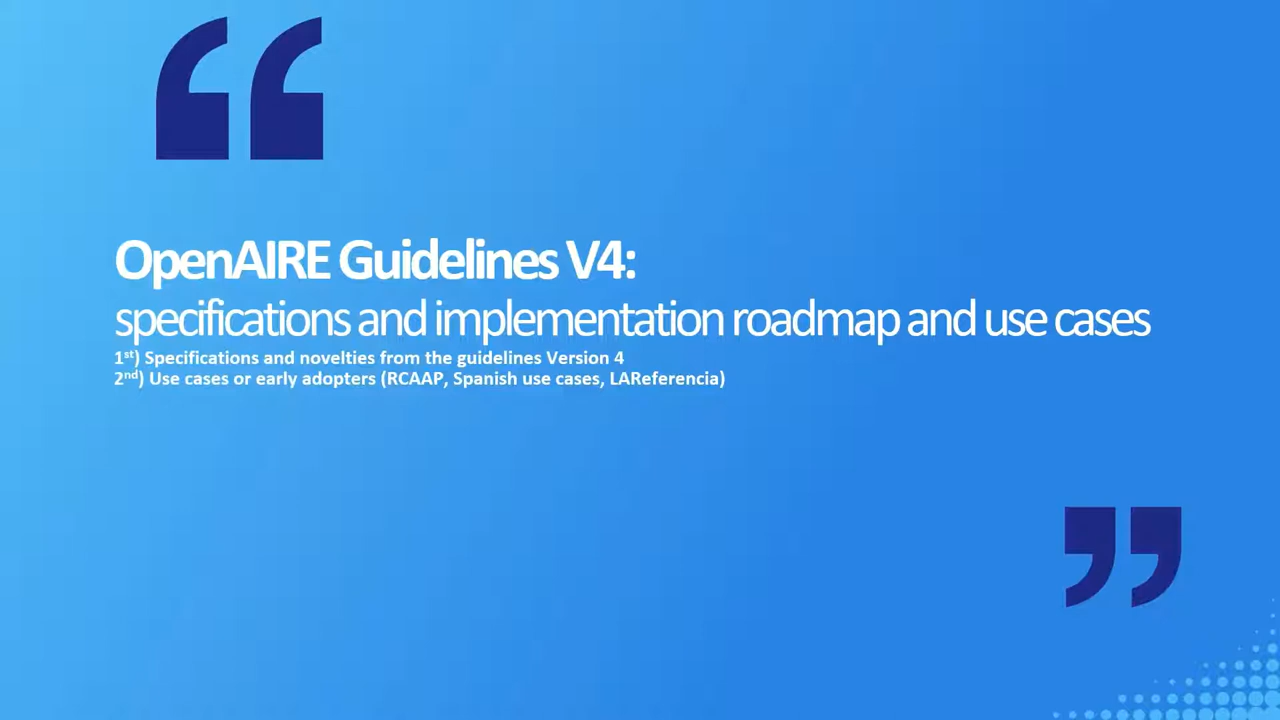 OpenAIRE Guidelines V4:
specifications and implementation roadmap and use cases
1st) Specifications and novelties from the guidelines Version 4
2nd) Use cases or early adopters (RCAAP, Spanish use cases, LAReferencia)